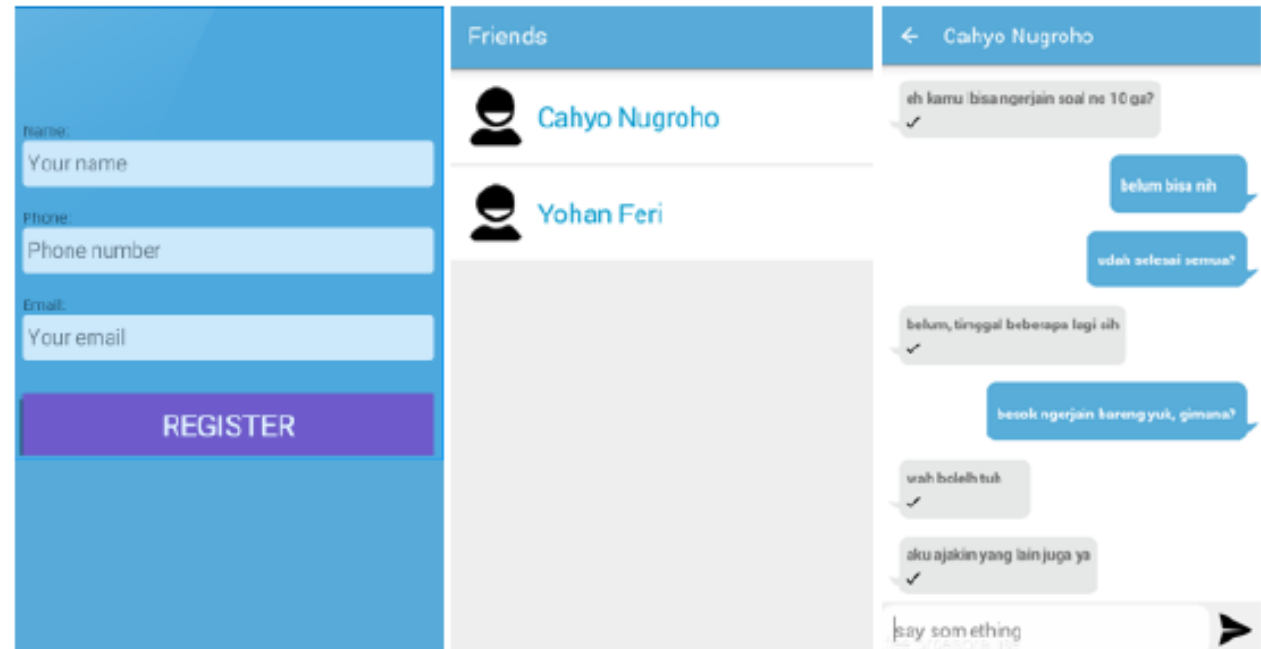 Name:
Your name
Phone:
Phone number
Email:
Your email
REGISTER
Friends
Cahyo Nugroho
Yohan Feri
Cahyo Nugroho
eh kamu bisa ngerjain soal no 10 ga?
belum bisa nih
udah selesai semua?
belum, tinggal beberapa lagi sih
besok ngerjain bareng yuk, gimana?
wah boleh tuh
aku ajakin yang lain juga ya
say something